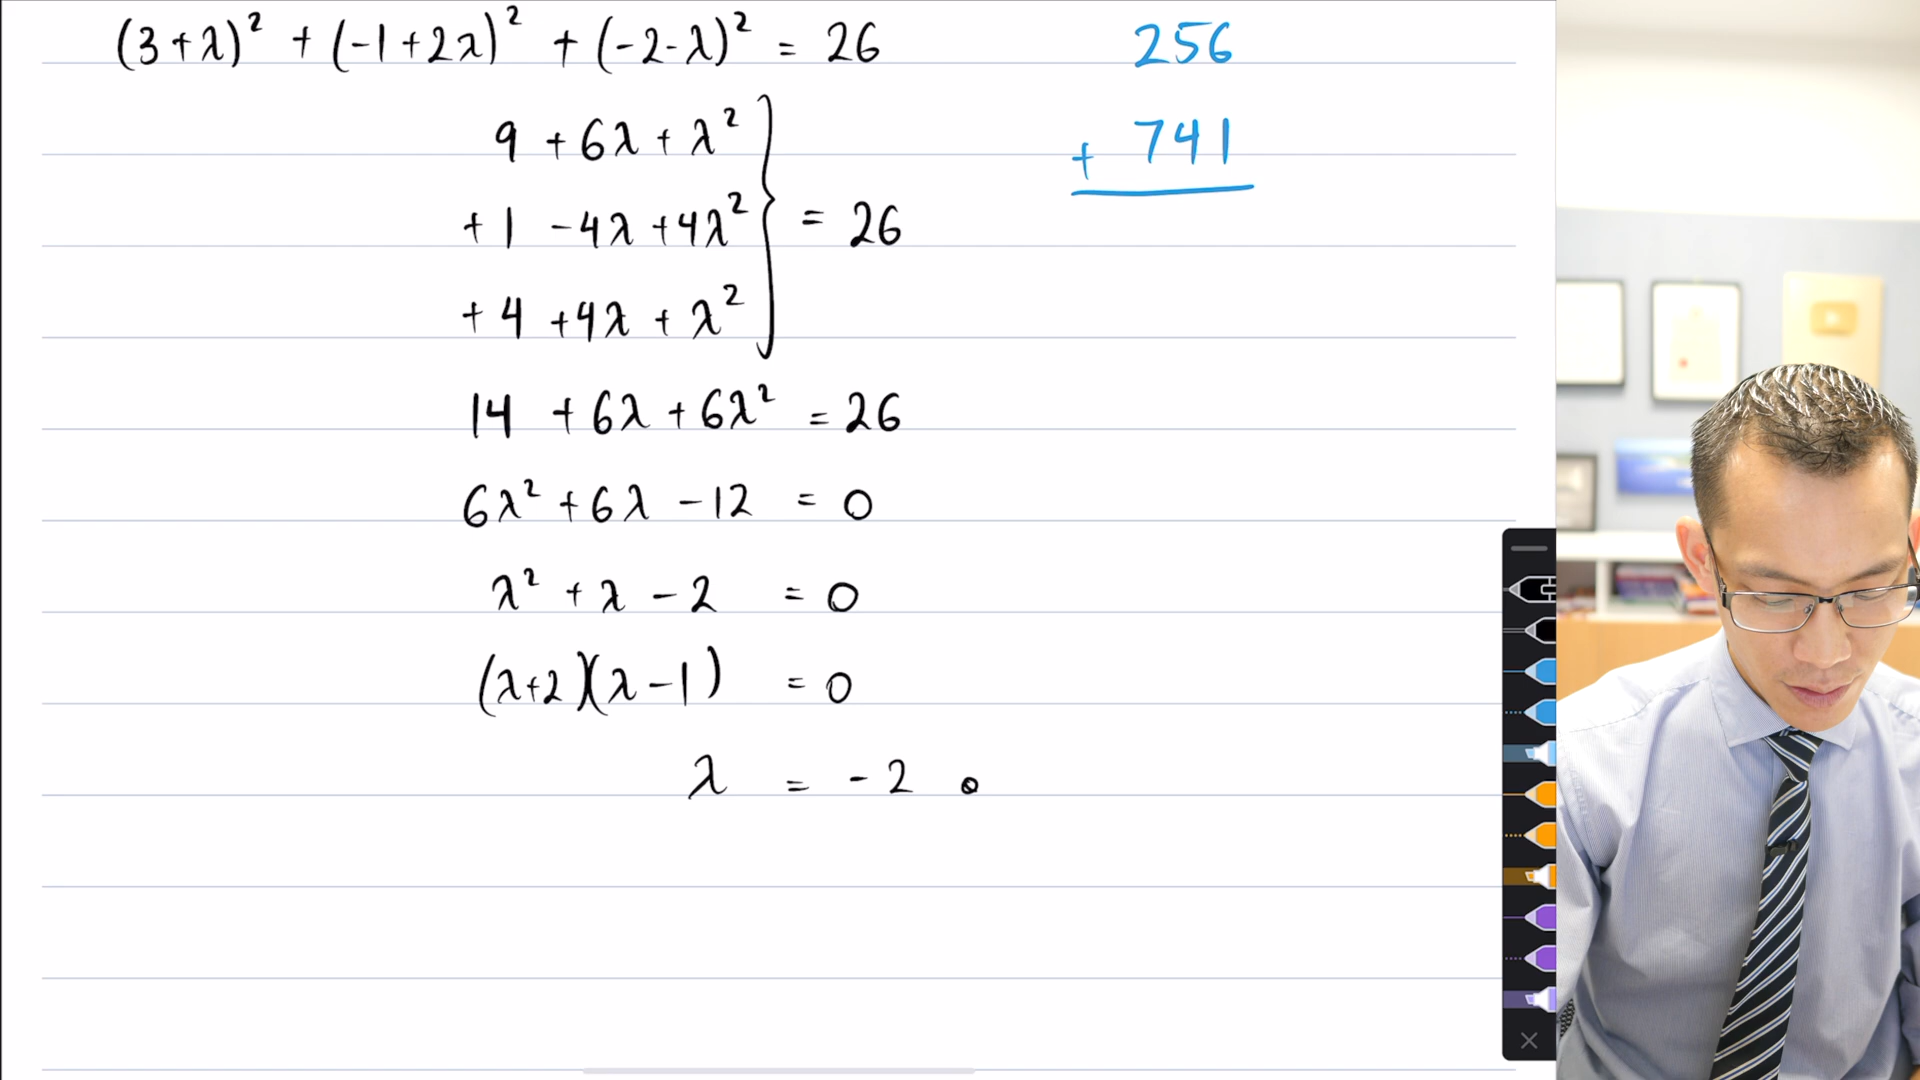 (3+λ)² + (-1+2λ)² + (-2-λ)² = 26
9 + 6λ + λ²
+ 1 - 4λ + 4λ² = 26
+ 4 + 4λ + λ²
14 + 6λ + 6λ² = 26
6λ² + 6λ - 12 = 0
λ² + λ - 2 = 0
(λ+2)(λ-1) = 0
λ = -2 o
256
+ 741